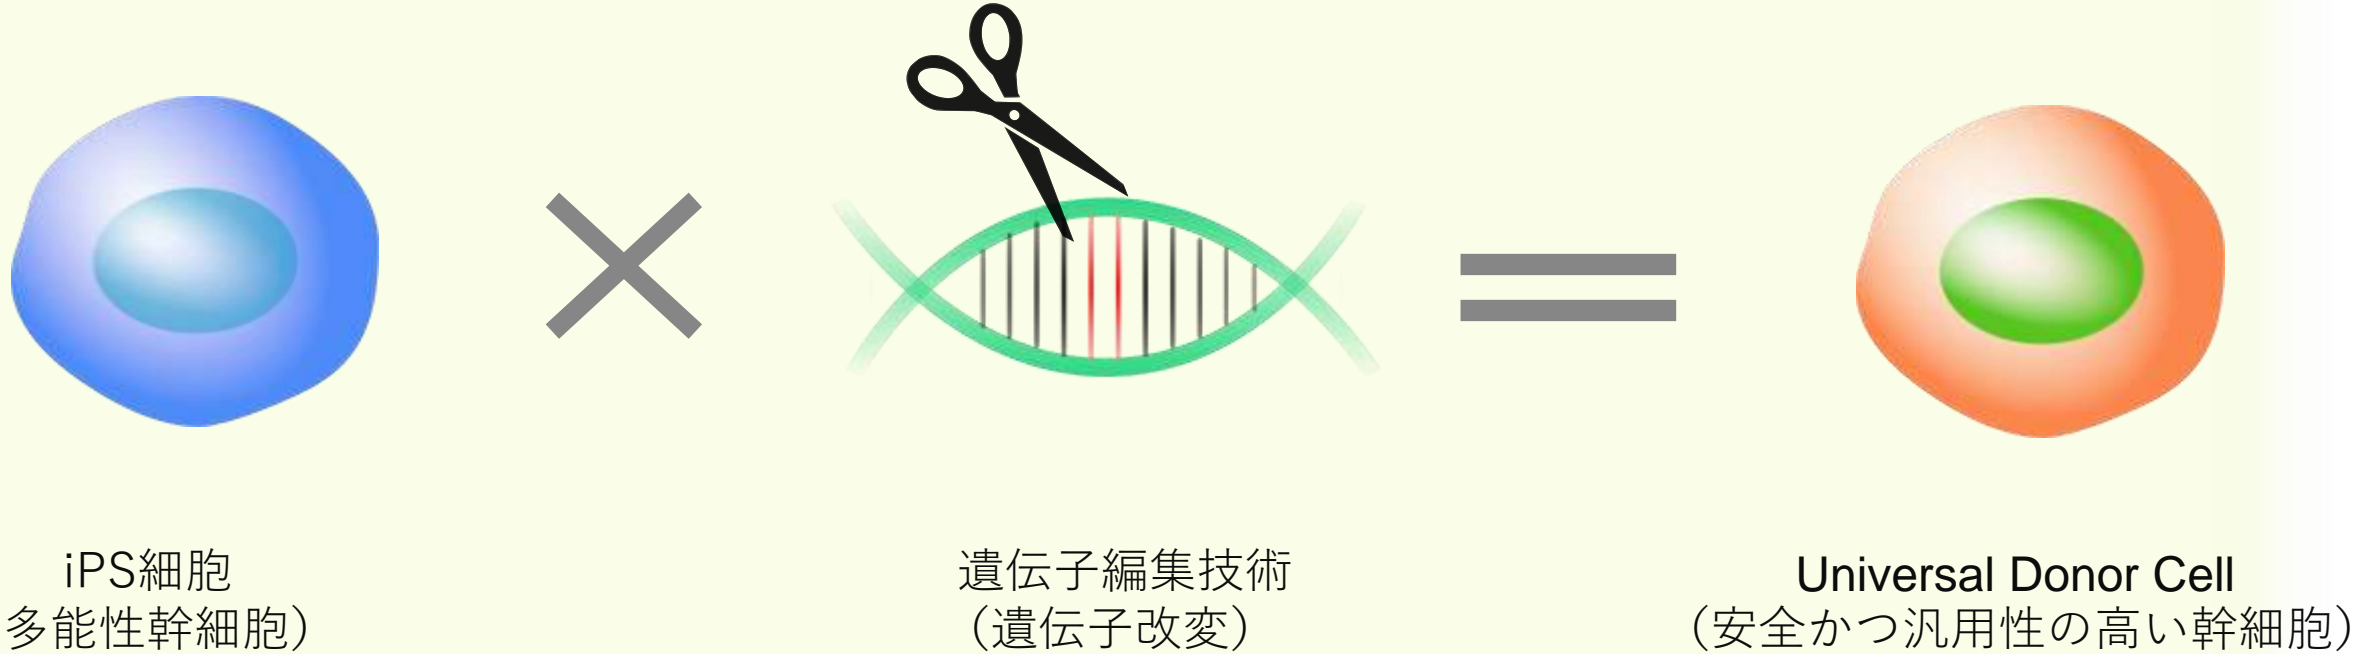 iPS細胞
多能性幹細胞）
遺伝子編集技術
（遺伝子改変）
Universal Donor Cell
（安全かつ汎用性の高い幹細胞）